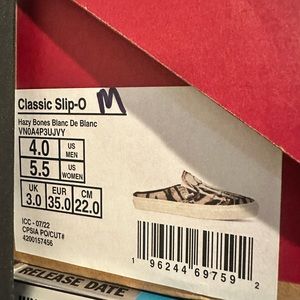 Classic Slip-O M
Hazy Bones Blanc De Blanc
VN0A4P3UJVY
4.0 US MEN
5.5 US WOMEN
UK EUR CM
3.0 35.0 22.0
ICC - 07/22
CPSIA PO/CUT#
4200157456
1 96244 69759 2
RELEASE DATE